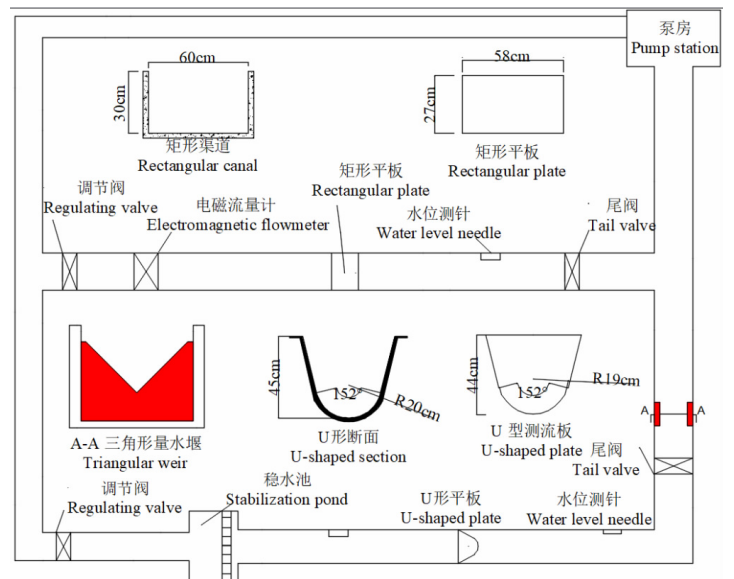 泵房
Pump station
60cm
58cm
30cm
27cm
矩形渠道
Rectangular canal
矩形平板
Rectangular plate
矩形平板
Rectangular plate
调节阀
Regulating valve
电磁流量计
Electromagnetic flowmeter
水位测针
Water level needle
尾阀
Tail valve
45cm
152°
R20cm
44cm
152°
R19cm
A
A
A-A 三角形量水堰
Triangular weir
U形断面
U-shaped section
U 型测流板
U-shaped plate
尾阀
Tail valve
调节阀
Regulating valve
稳水池
Stabilization pond
U形平板
U-shaped plate
水位测针
Water level needle